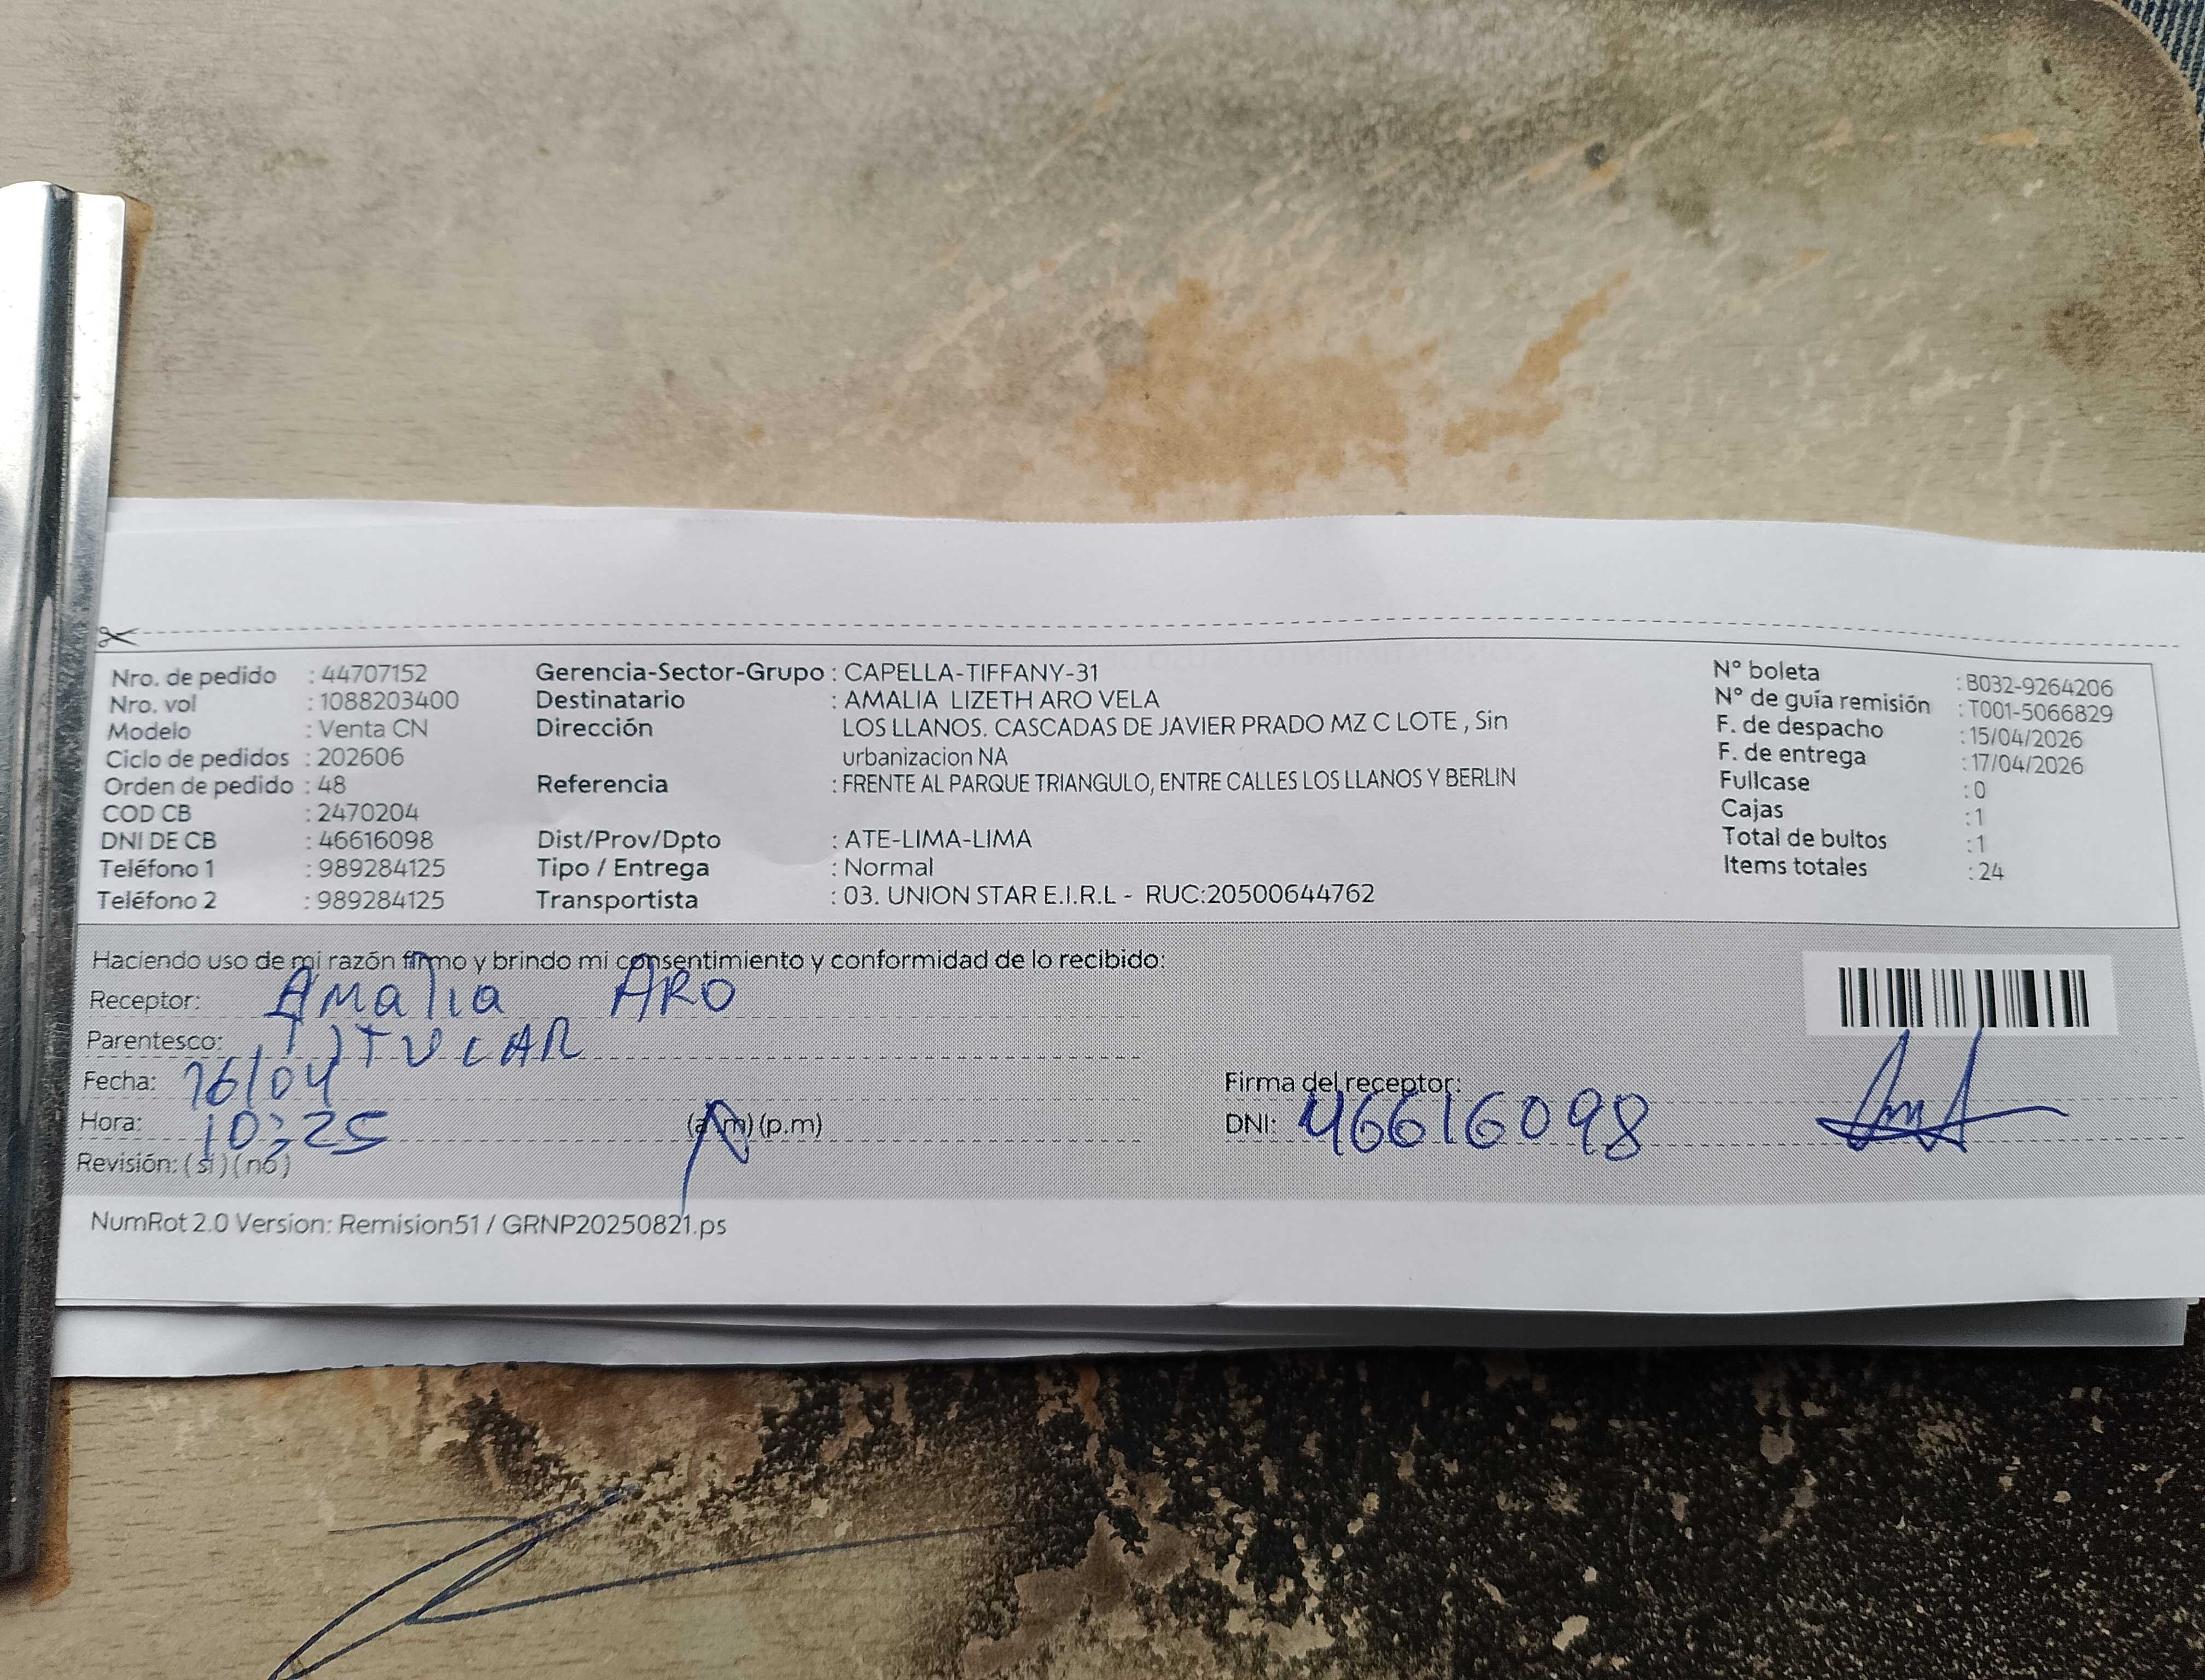 Nro. de pedido : 44707152
Nro. vol : 1088203400
Modelo : Venta CN
Ciclo de pedidos : 202606
Orden de pedido : 48
COD CB : 2470204
DNI DE CB : 46616098
Teléfono 1 : 989284125
Teléfono 2 : 989284125
Gerencia-Sector-Grupo : CAPELLA-TIFFANY-31
Destinatario : AMALIA LIZETH ARO VELA
Dirección LOS LLANOS. CASCADAS DE JAVIER PRADO MZ C LOTE , Sin
urbanizacion NA
Referencia : FRENTE AL PARQUE TRIANGULO, ENTRE CALLES LOS LLANOS Y BERLIN
Dist/Prov/Dpto : ATE-LIMA-LIMA
Tipo / Entrega : Normal
Transportista : 03. UNION STAR E.I.R.L - RUC:20500644762
N° boleta : B032-9264206
N° de guía remisión : T001-5066829
F. de despacho : 15/04/2026
F. de entrega : 17/04/2026
Fullcase : 0
Cajas : 1
Total de bultos : 1
Items totales : 24
Haciendo uso de mi razón firmo y brindo mi consentimiento y conformidad de lo recibido:
Receptor: Amalia ARO
Parentesco: TITULAR
Fecha: 16/04
Hora: 10:25 (a.m) (p.m)
Revisión: (si) (no)
Firma del receptor:
DNI: 46616098
NumRot 2.0 Version: Remision51 / GRNP20250821.ps